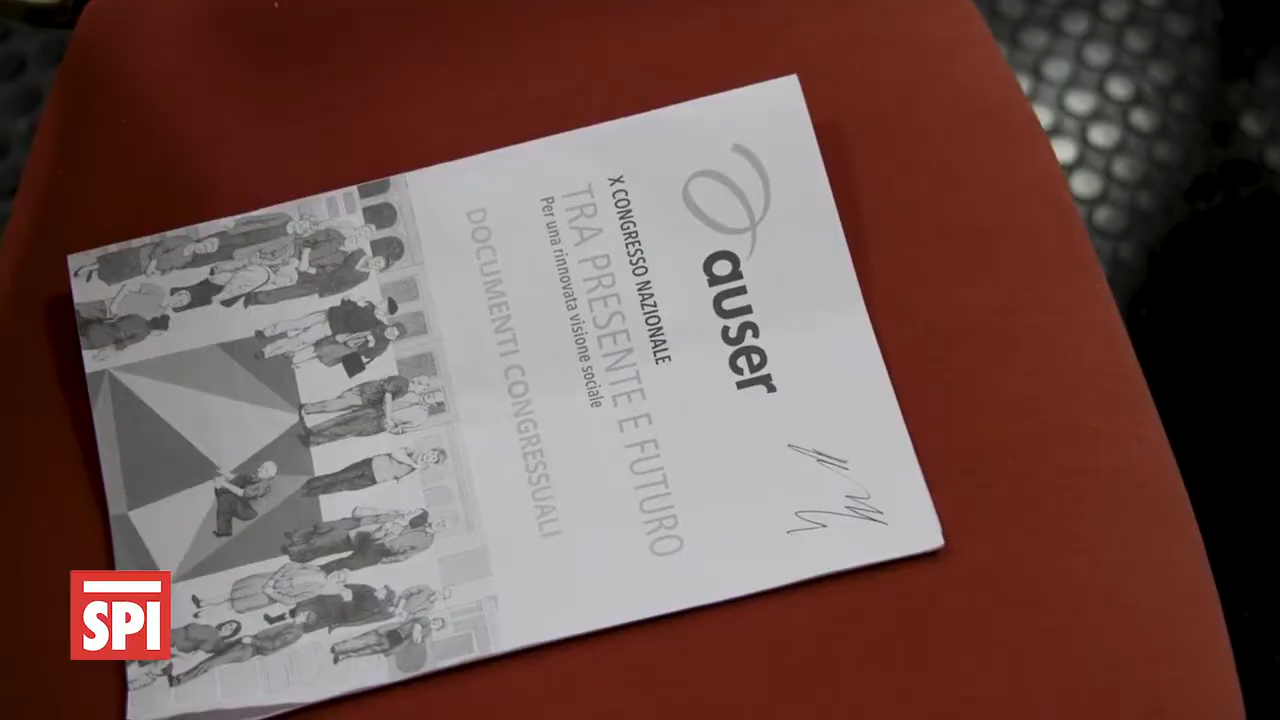 auser
X CONGRESSO NAZIONALE
TRA PRESENTE E FUTURO
Per una rinnovata visione sociale
DOCUMENTI CONGRESSUALI
SPI